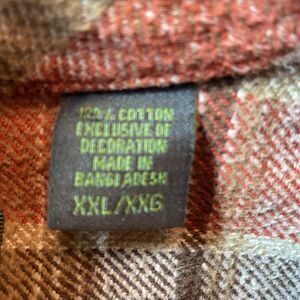 100% COTTON
EXCLUSIVE OF
DECORATION
MADE IN
BANGLADESH
XXL/XXG